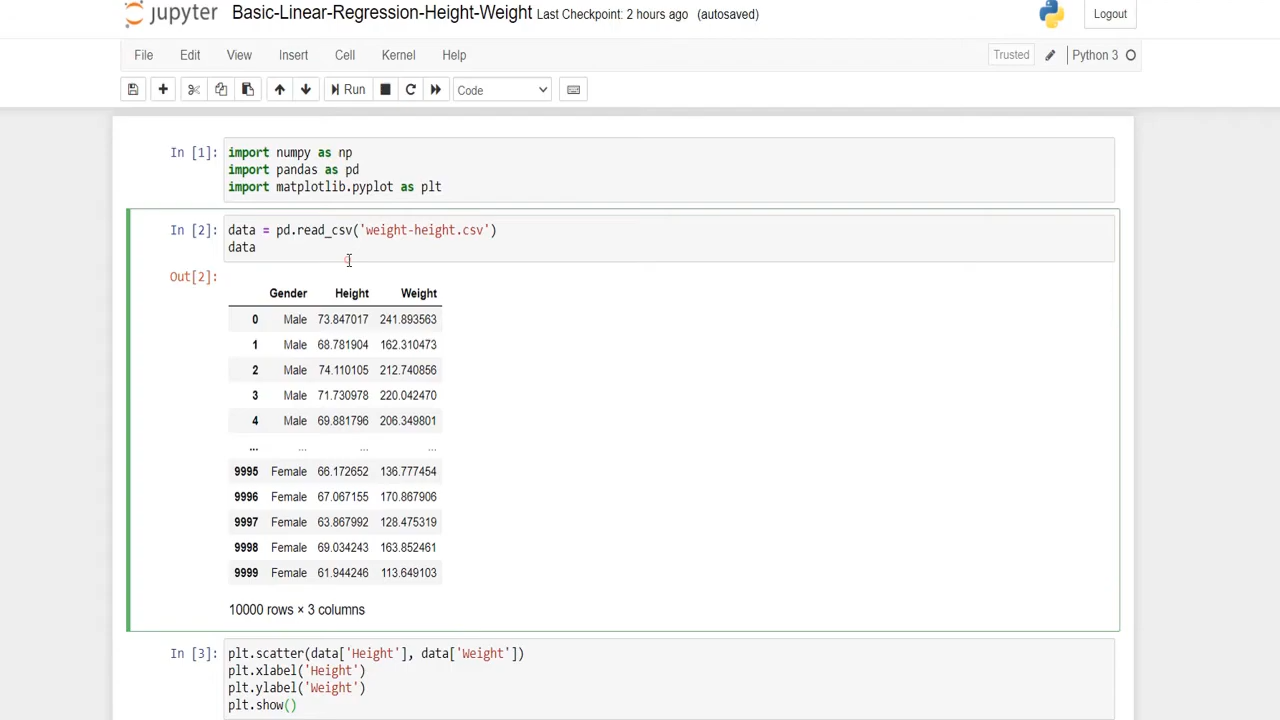 jupyter Basic-Linear-Regression-Height-Weight Last Checkpoint: 2 hours ago (autosaved) Logout
File Edit View Insert Cell Kernel Help Trusted Python 3
Run Code
In [1]: import numpy as np
import pandas as pd
import matplotlib.pyplot as plt
In [2]: data = pd.read_csv('weight-height.csv')
data
Out[2]:
Gender Height Weight
0 Male 73.847017 241.893563
1 Male 68.781904 162.310473
2 Male 74.110105 212.740856
3 Male 71.730978 220.042470
4 Male 69.881796 206.349801
... ... ... ...
9995 Female 66.172652 136.777454
9996 Female 67.067155 170.867906
9997 Female 63.867992 128.475319
9998 Female 69.034243 163.852461
9999 Female 61.944246 113.649103
10000 rows × 3 columns
In [3]: plt.scatter(data['Height'], data['Weight'])
plt.xlabel('Height')
plt.ylabel('Weight')
plt.show()